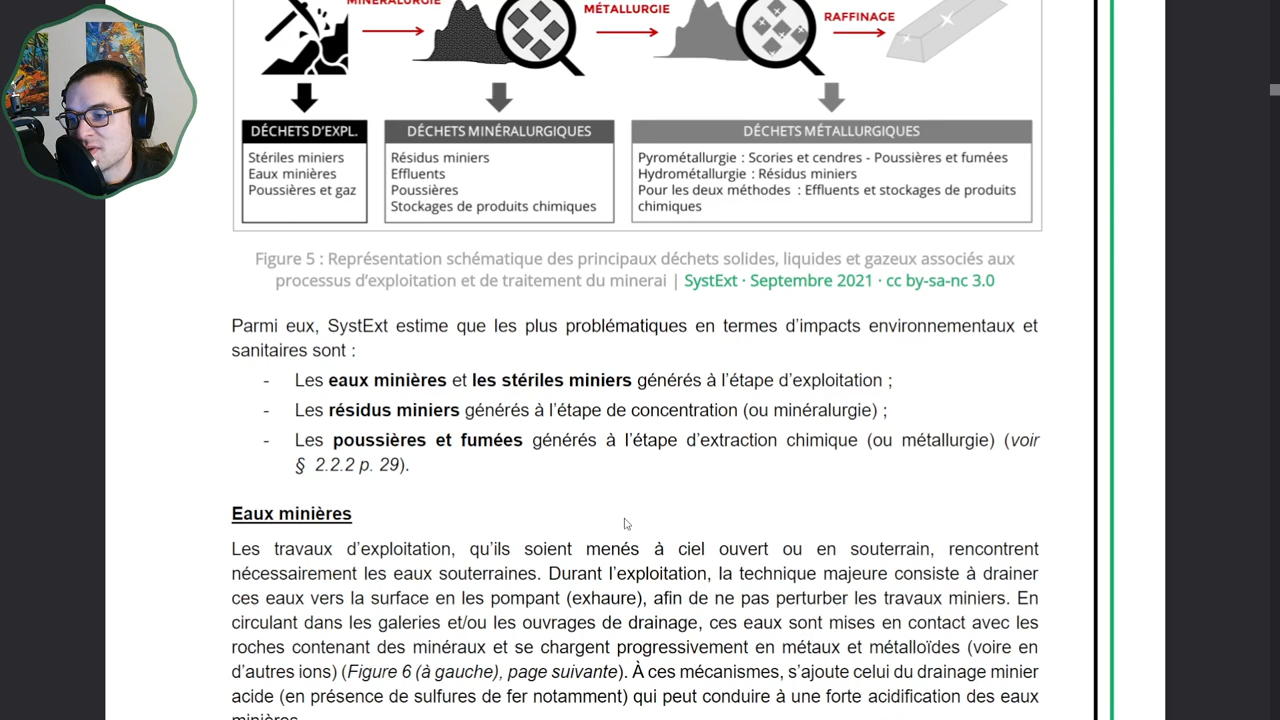 MINÉRALURGIE
MÉTALLURGIE
RAFFINAGE
DÉCHETS D'EXPL.
Stériles miniers
Eaux minières
Poussières et gaz
DÉCHETS MINÉRALURGIQUES
Résidus miniers
Effluents
Poussières
Stockages de produits chimiques
DÉCHETS MÉTALLURGIQUES
Pyrométallurgie : Scories et cendres - Poussières et fumées
Hydrométallurgie : Résidus miniers
Pour les deux méthodes : Effluents et stockages de produits
chimiques
Figure 5 : Représentation schématique des principaux déchets solides, liquides et gazeux associés aux
processus d'exploitation et de traitement du minerai | SystExt · Septembre 2021 · cc by-sa-nc 3.0
Parmi eux, SystExt estime que les plus problématiques en termes d'impacts environnementaux et
sanitaires sont :
- Les eaux minières et les stériles miniers générés à l'étape d'exploitation ;
- Les résidus miniers générés à l'étape de concentration (ou minéralurgie) ;
- Les poussières et fumées générés à l'étape d'extraction chimique (ou métallurgie) (voir
§ 2.2.2 p. 29).
Eaux minières
Les travaux d'exploitation, qu'ils soient menés à ciel ouvert ou en souterrain, rencontrent
nécessairement les eaux souterraines. Durant l'exploitation, la technique majeure consiste à drainer
ces eaux vers la surface en les pompant (exhaure), afin de ne pas perturber les travaux miniers. En
circulant dans les galeries et/ou les ouvrages de drainage, ces eaux sont mises en contact avec les
roches contenant des minéraux et se chargent progressivement en métaux et métalloïdes (voire en
d'autres ions) (Figure 6 (à gauche), page suivante). À ces mécanismes, s'ajoute celui du drainage minier
acide (en présence de sulfures de fer notamment) qui peut conduire à une forte acidification des eaux
minières.